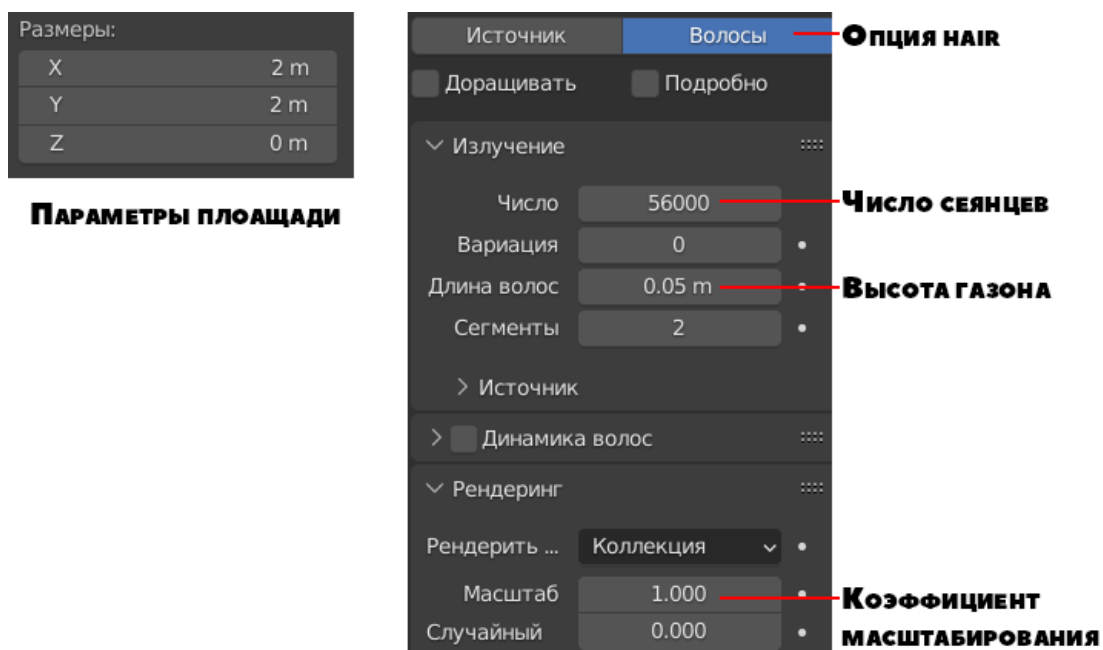 Размеры:
X 2 m
Y 2 m
Z 0 m
Параметры плоащади
Источник Волосы Опция hair
Доращивать Подробно
Излучение
Число 56000 Число сеянцев
Вариация 0
Длина волос 0.05 m Высота газона
Сегменты 2
Источник
Динамика волос
Рендеринг
Рендерить ... Коллекция
Масштаб 1.000 Коэффициент
Случайный 0.000 масштабирования